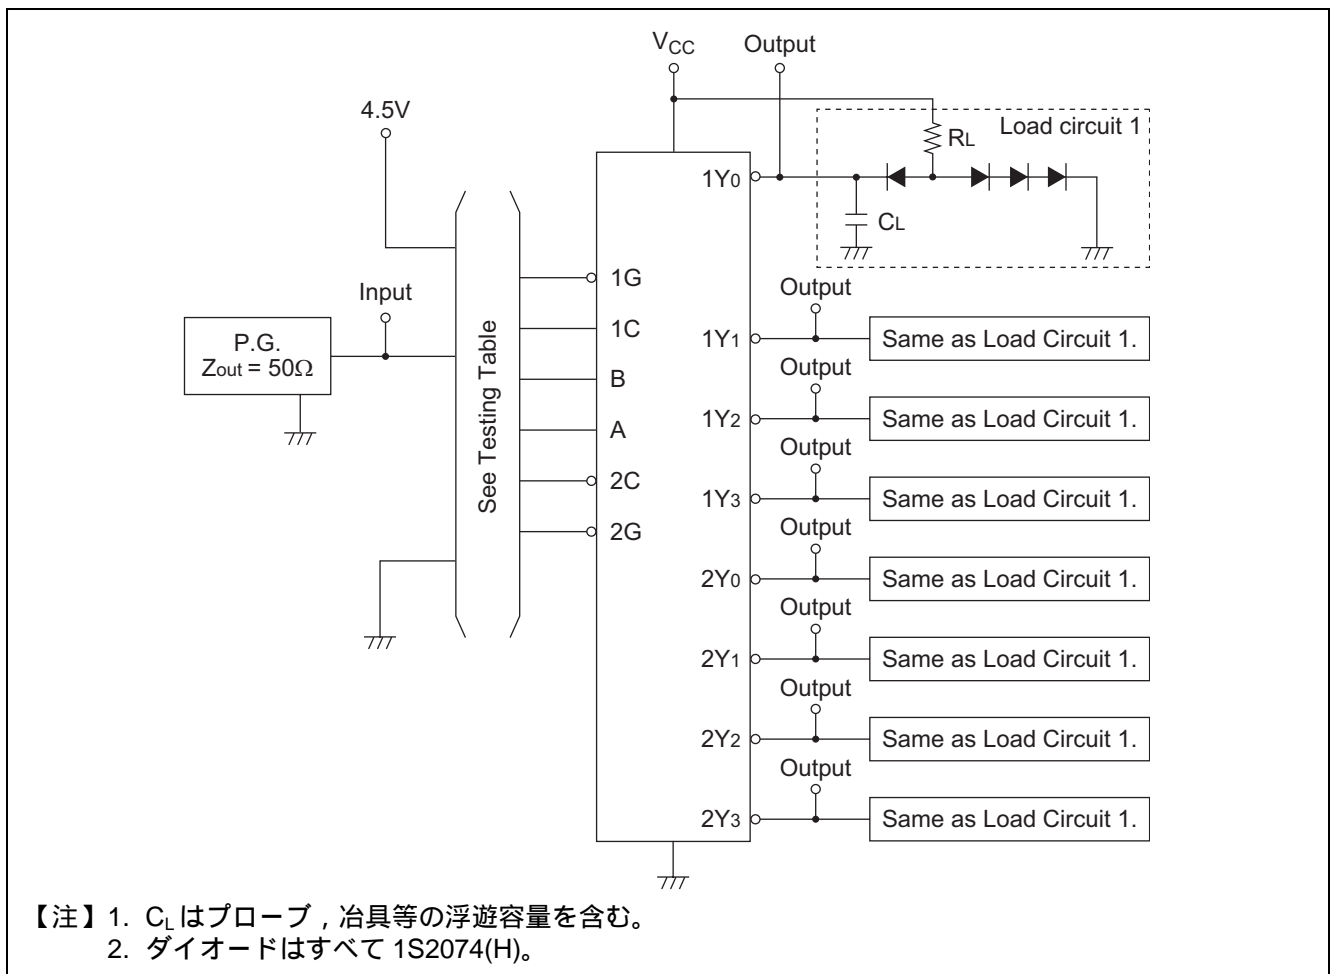 VCC
Output
4.5V
Load circuit 1
RL
1Y0
CL
1G
Output
Input
1C
1Y1
Same as Load Circuit 1.
P.G.
Zout = 50Ω
See Testing Table
Output
B
1Y2
Same as Load Circuit 1.
A
Output
2C
1Y3
Same as Load Circuit 1.
2G
Output
2Y0
Same as Load Circuit 1.
Output
2Y1
Same as Load Circuit 1.
Output
2Y2
Same as Load Circuit 1.
Output
2Y3
Same as Load Circuit 1.
【注】1. CLはプローブ，冶具等の浮遊容量を含む。
2. ダイオードはすべて 1S2074(H)。